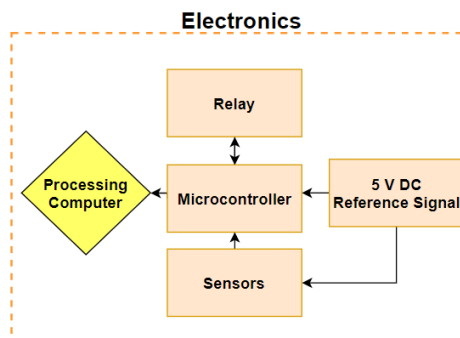 Electronics
Relay
Processing
Computer
Microcontroller
5 V DC
Reference Signal
Sensors